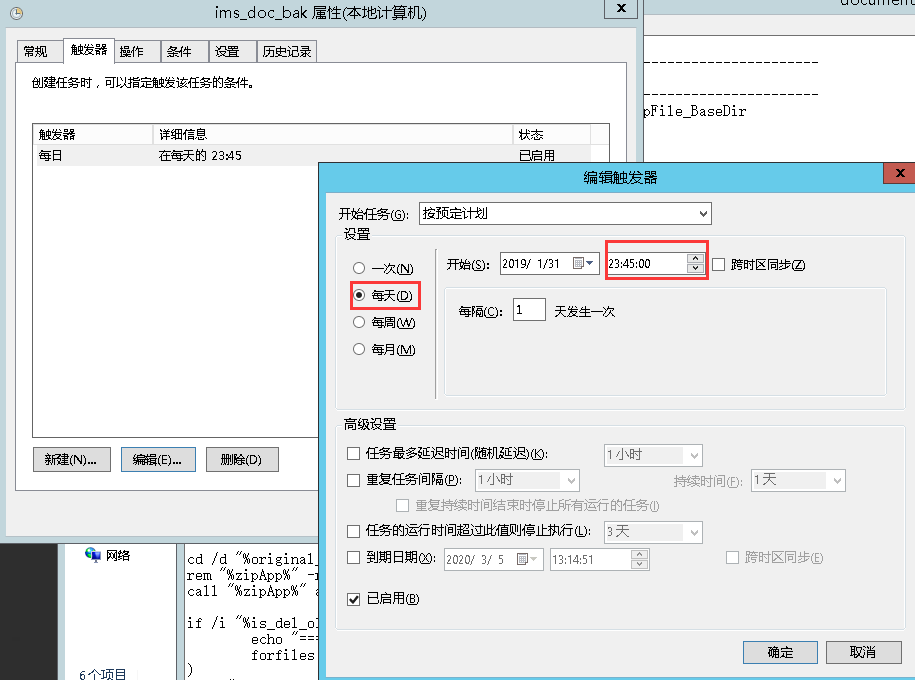 ims_doc_bak 属性(本地计算机)
常规 触发器 操作 条件 设置 历史记录
创建任务时，可以指定触发该任务的条件。
触发器 详细信息 状态
每日 在每天的 23:45 已启用
新建(N)... 编辑(E)... 删除(D)
pFile_BaseDir
编辑触发器
开始任务(G): 按预定计划
设置
一次(N)
每天(D)
每周(W)
每月(M)
开始(S): 2019/ 1/31 23:45:00 跨时区同步(Z)
每隔(C): 1 天发生一次
高级设置
任务最多延迟时间(随机延迟)(K): 1 小时
重复任务间隔(P): 1 小时 持续时间(F): 1 天
重复持续时间结束时停止所有运行的任务(I)
任务的运行时间超过此值则停止执行(L): 3 天
到期日期(X): 2020/ 3/ 5 13:14:51 跨时区同步(E)
已启用(B)
确定 取消
网络
6 个项目
cd /d "%original_
rem "%zipApp%" -
call "%zipApp%" a
if /i "%is_del_ol
echo "===
forfiles
)